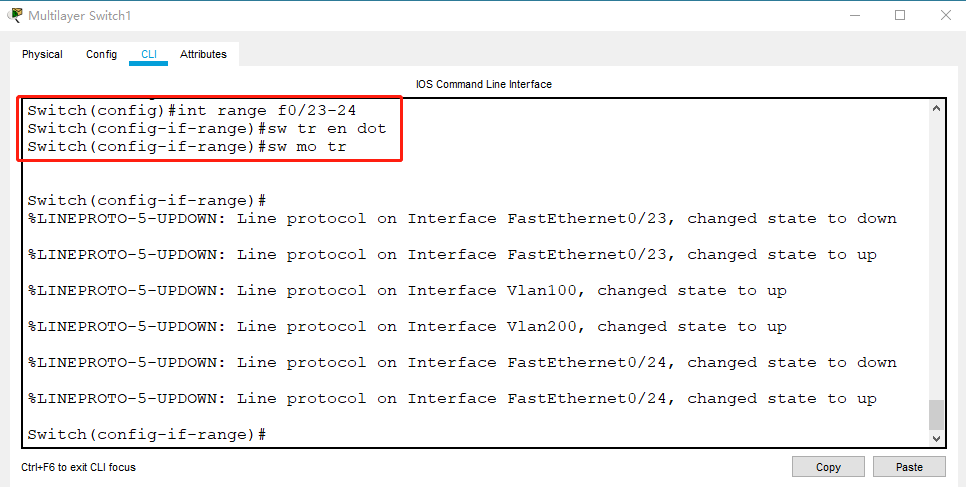 Multilayer Switch1
Physical Config CLI Attributes
IOS Command Line Interface
Switch(config)#int range f0/23-24
Switch(config-if-range)#sw tr en dot
Switch(config-if-range)#sw mo tr
Switch(config-if-range)#
%LINEPROTO-5-UPDOWN: Line protocol on Interface FastEthernet0/23, changed state to down
%LINEPROTO-5-UPDOWN: Line protocol on Interface FastEthernet0/23, changed state to up
%LINEPROTO-5-UPDOWN: Line protocol on Interface Vlan100, changed state to up
%LINEPROTO-5-UPDOWN: Line protocol on Interface Vlan200, changed state to up
%LINEPROTO-5-UPDOWN: Line protocol on Interface FastEthernet0/24, changed state to down
%LINEPROTO-5-UPDOWN: Line protocol on Interface FastEthernet0/24, changed state to up
Switch(config-if-range)#
Ctrl+F6 to exit CLI focus Copy Paste